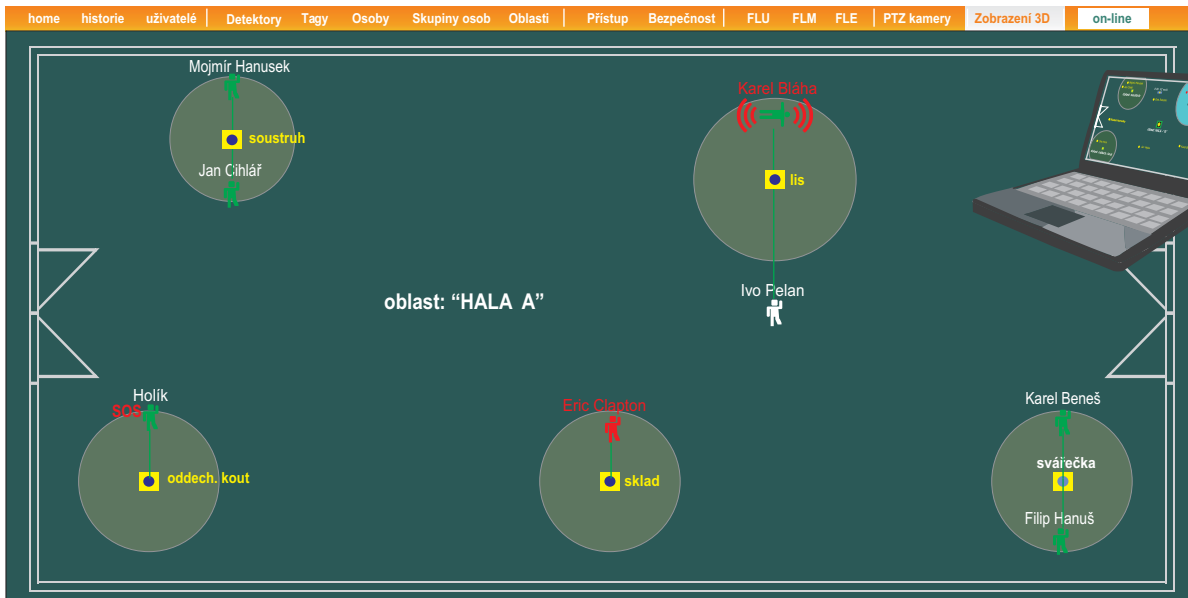 home historie uživatelé Detektory Tagy Osoby Skupiny osob Oblasti Přístup Bezpečnost FLU FLM FLE PTZ kamery Zobrazení 3D on-line
Mojmír Hanusek
soustruh
Jan Cihlář
Karel Bláha
lis
Ivo Pelan
oblast: “HALA A”
Holík
SOS
oddech. kout
Eric Clapton
sklad
Karel Beneš
svářečka
Filip Hanuš